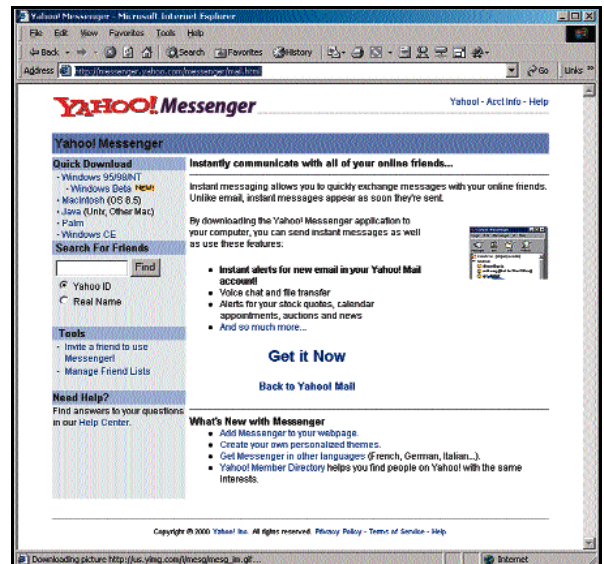 Yahoo! Messenger - Microsoft Internet Explorer
File Edit View Favorites Tools Help
Back Search Favorites History
Address http://messenger.yahoo.com/messenger/mail.html Go Links »
YAHOO! Messenger
Yahoo! - Acct Info - Help
Yahoo! Messenger
Quick Download
- Windows 95/98/NT
- Windows Beta NEW!
- Macintosh (OS 8.5)
- Java (Unix, Other Mac)
- Palm
- Windows CE
Search For Friends
Find
Yahoo ID
Real Name
Tools
- Invite a friend to use
Messenger!
- Manage Friend Lists
Need Help?
Find answers to your questions
in our Help Center.
Instantly communicate with all of your online friends...
Instant messaging allows you to quickly exchange messages with your online friends.
Unlike email, instant messages appear as soon they're sent.
By downloading the Yahoo! Messenger application to
your computer, you can send instant messages as well
as use these features:
• Instant alerts for new email in your Yahoo! Mail
account!
• Voice chat and file transfer
• Alerts for your stock quotes, calendar
appointments, auctions and news
• And so much more...
Get it Now
Back to Yahoo! Mail
What's New with Messenger
• Add Messenger to your webpage.
• Create your own personalized themes.
• Get Messenger in other languages (French, German, Italian...).
• Yahoo! Member Directory helps you find people on Yahoo! with the same
interests.
Copyright © 2000 Yahoo! Inc. All rights reserved. Privacy Policy - Terms of Service - Help
Downloading picture http://us.yimg.com/i/mesg/mesg_im.gif... Internet